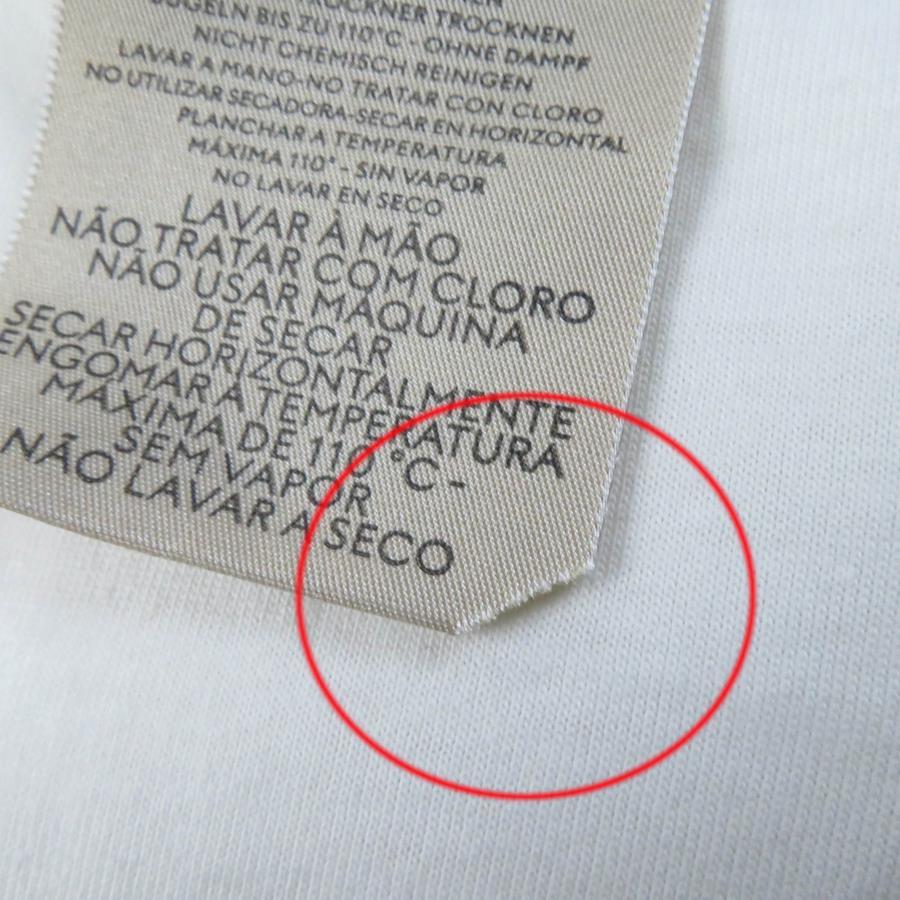 TROCKNER TROCKNEN
BÜGELN BIS ZU 110°C - OHNE DAMPF
NICHT CHEMISCH REINIGEN
LAVAR A MANO-NO TRATAR CON CLORO
NO UTILIZAR SECADORA-SECAR EN HORIZONTAL
PLANCHAR A TEMPERATURA
MÁXIMA 110° - SIN VAPOR
NO LAVAR EN SECO
LAVAR À MÃO
NÃO TRATAR COM CLORO
NÃO USAR MÁQUINA
DE SECAR
SECAR HORIZONTALMENTE
ENGOMAR À TEMPERATURA
MÁXIMA DE 110 °C -
SEM VAPOR
NÃO LAVAR A SECO